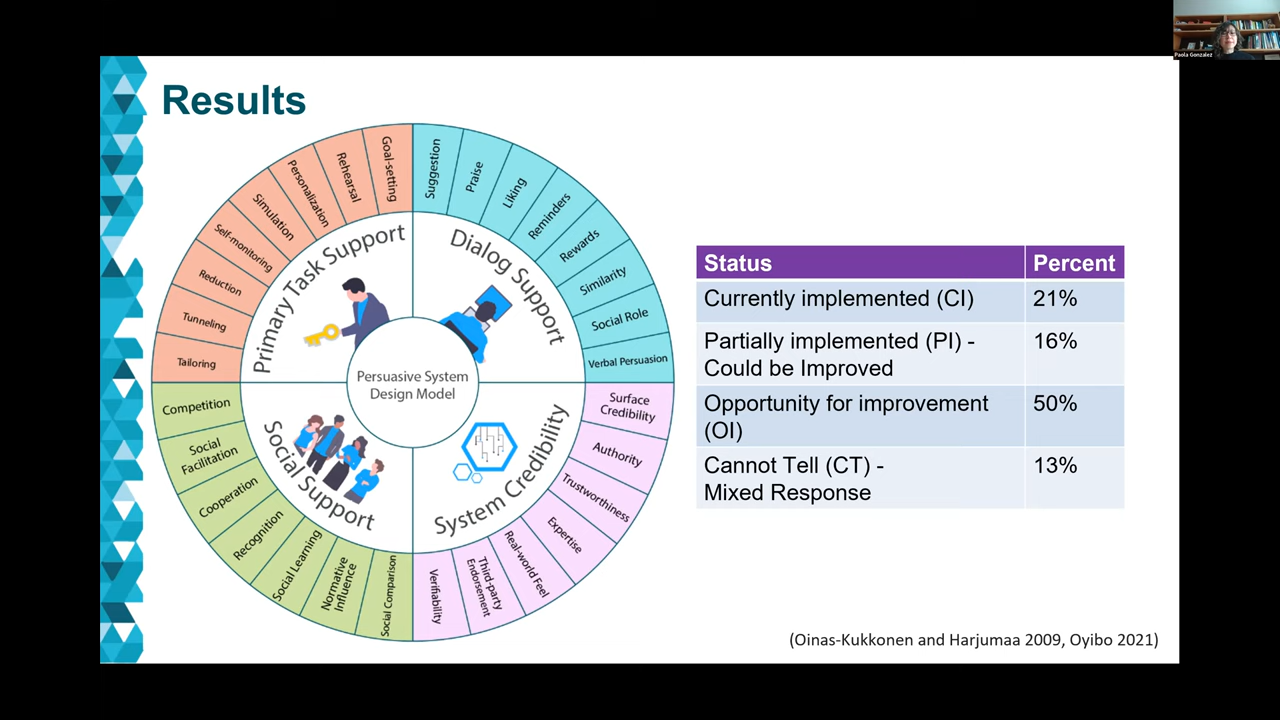 Paola Gonzalez
Results
Goal-setting
Rehearsal
Personalization
Simulation
Self-monitoring
Reduction
Tunneling
Tailoring
Primary Task Support
Suggestion
Praise
Liking
Reminders
Rewards
Similarity
Social Role
Verbal Persuasion
Dialog Support
Persuasive System
Design Model
Competition
Social
Facilitation
Cooperation
Recognition
Social Learning
Normative
Influence
Social Comparison
Social Support
Surface
Credibility
Authority
Trustworthiness
Expertise
Real-world Feel
Third-party
Endorsement
Verifiability
System Credibility
Status Percent
Currently implemented (CI) 21%
Partially implemented (PI) - 16%
Could be Improved
Opportunity for improvement 50%
(OI)
Cannot Tell (CT) - 13%
Mixed Response
(Oinas-Kukkonen and Harjumaa 2009, Oyibo 2021)